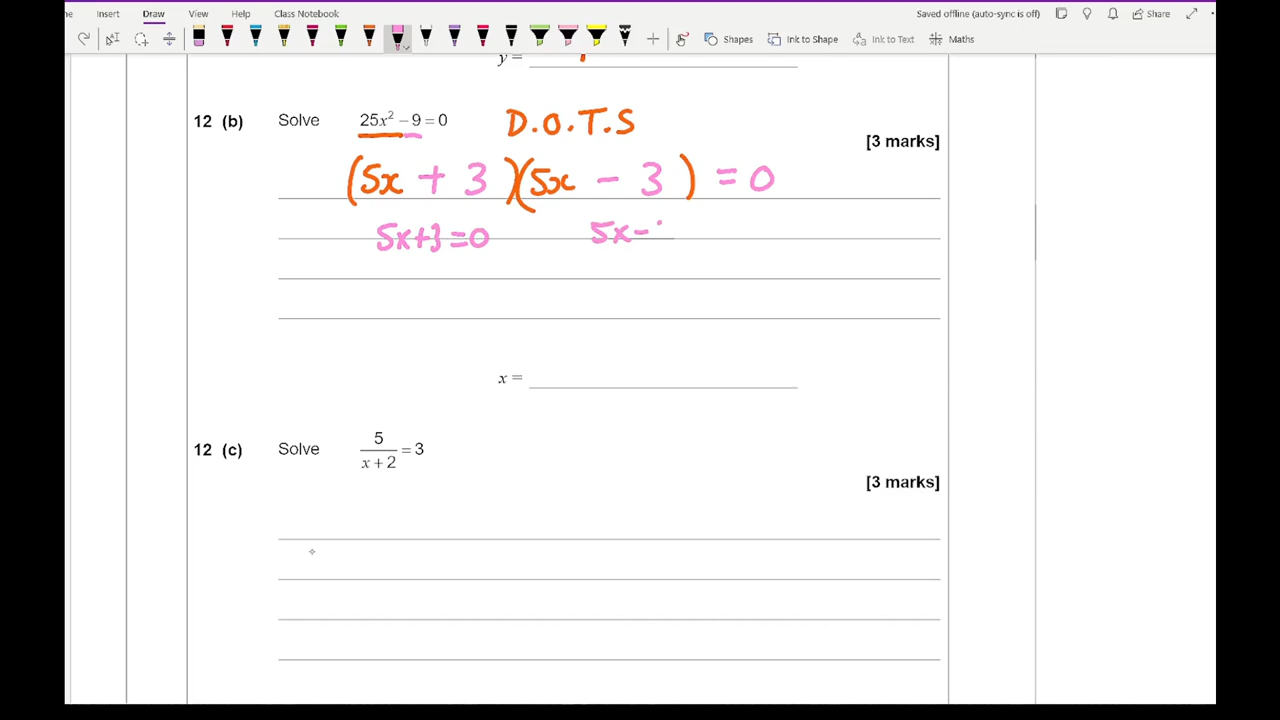 ne Insert Draw View Help Class Notebook Saved offline (auto-sync is off) Share
Shapes Ink to Shape Ink to Text Maths
y =
12 (b) Solve 25x² − 9 = 0 D.O.T.S
[3 marks]
(5x + 3)(5x − 3) = 0
5x+3=0 5x−
x =
12 (c) Solve 5/(x + 2) = 3
[3 marks]